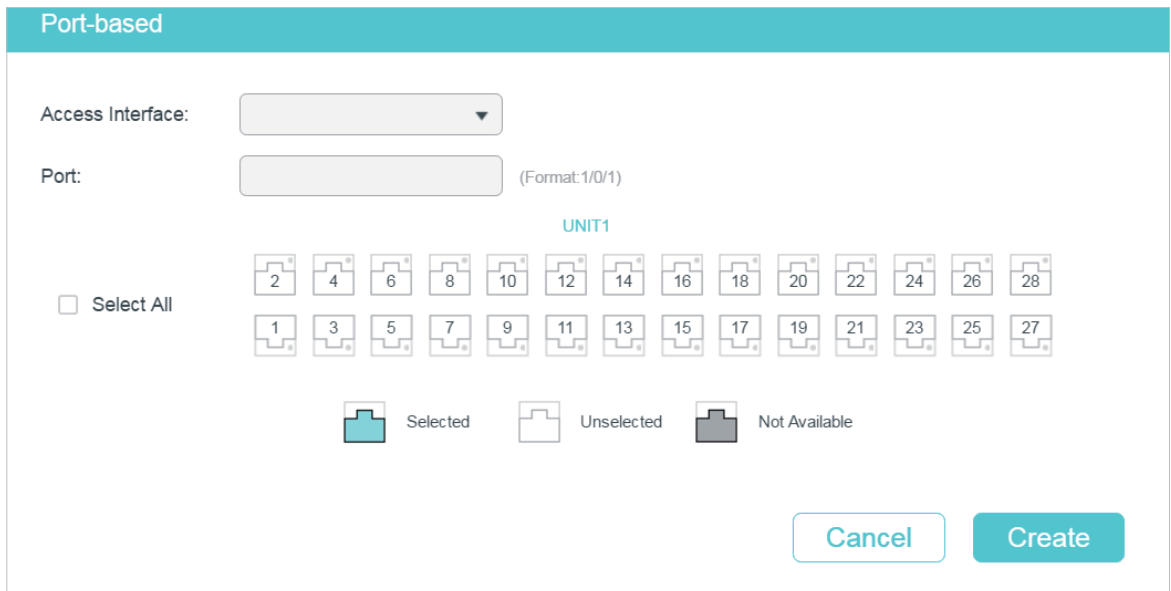 Port-based
Access Interface:
Port: (Format:1/0/1)
UNIT1
2 4 6 8 10 12 14 16 18 20 22 24 26 28
Select All
1 3 5 7 9 11 13 15 17 19 21 23 25 27
Selected Unselected Not Available
Cancel Create